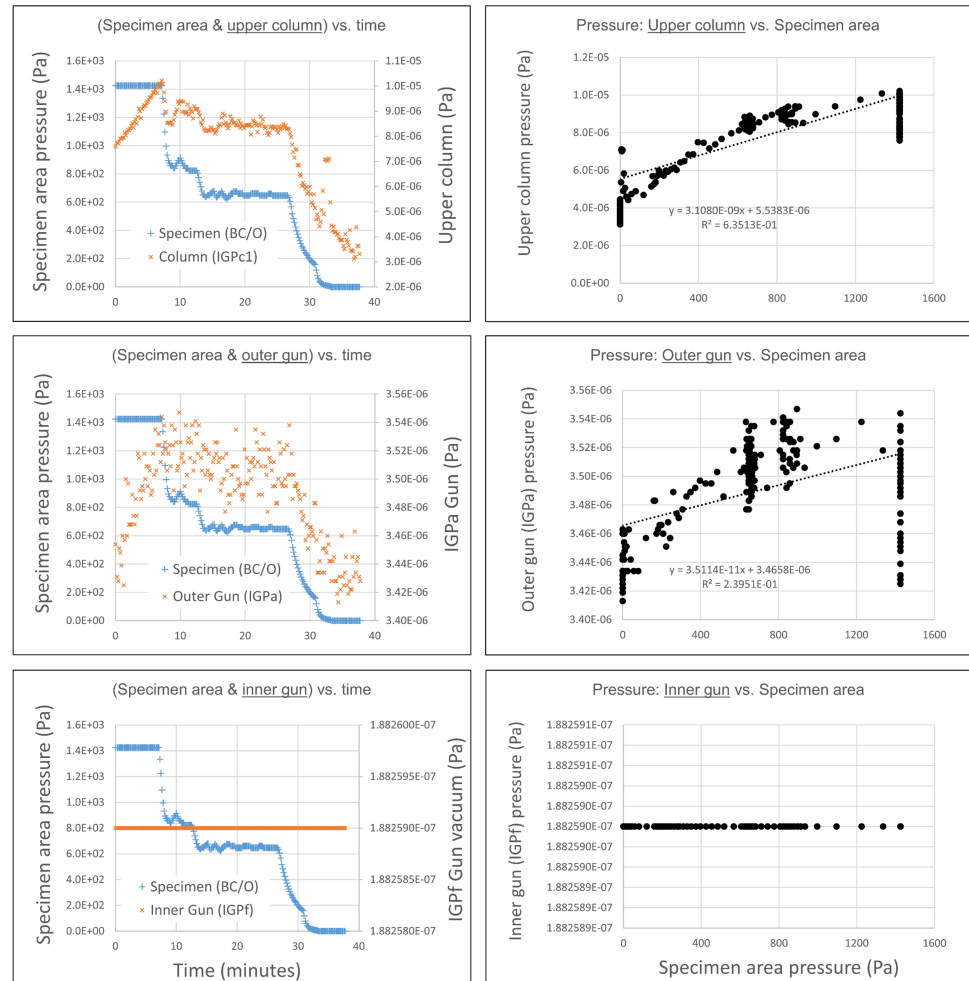 (Specimen area & upper column) vs. time
Specimen area pressure (Pa)
1.6E+03
1.4E+03
1.2E+03
1.0E+03
8.0E+02
6.0E+02
4.0E+02
2.0E+02
0.0E+00
0 10 20 30 40
1.1E-05
1.0E-05
9.0E-06
8.0E-06
7.0E-06
6.0E-06
5.0E-06
4.0E-06
3.0E-06
2.0E-06
Upper column (Pa)
Specimen (BC/O)
Column (IGPc1)
Pressure: Upper column vs. Specimen area
Upper column pressure (Pa)
1.2E-05
1.0E-05
8.0E-06
6.0E-06
4.0E-06
2.0E-06
0.0E+00
0 400 800 1200 1600
y = 3.1080E-09x + 5.5383E-06
R² = 6.3513E-01
(Specimen area & outer gun) vs. time
Specimen area pressure (Pa)
1.6E+03
1.4E+03
1.2E+03
1.0E+03
8.0E+02
6.0E+02
4.0E+02
2.0E+02
0.0E+00
0 10 20 30 40
3.56E-06
3.54E-06
3.52E-06
3.50E-06
3.48E-06
3.46E-06
3.44E-06
3.42E-06
3.40E-06
IGPa Gun (Pa)
Specimen (BC/O)
Outer Gun (IGPa)
Pressure: Outer gun vs. Specimen area
Outer gun (IGPa) pressure (Pa)
3.56E-06
3.54E-06
3.52E-06
3.50E-06
3.48E-06
3.46E-06
3.44E-06
3.42E-06
3.40E-06
0 400 800 1200 1600
y = 3.5114E-11x + 3.4658E-06
R² = 2.3951E-01
(Specimen area & inner gun) vs. time
Specimen area pressure (Pa)
1.6E+03
1.4E+03
1.2E+03
1.0E+03
8.0E+02
6.0E+02
4.0E+02
2.0E+02
0.0E+00
0 10 20 30 40
Time (minutes)
1.882600E-07
1.882595E-07
1.882590E-07
1.882585E-07
1.882580E-07
IGPf Gun vacuum (Pa)
Specimen (BC/O)
Inner Gun (IGPf)
Pressure: Inner gun vs. Specimen area
Inner gun (IGPf) pressure (Pa)
1.882591E-07
1.882591E-07
1.882591E-07
1.882590E-07
1.882590E-07
1.882590E-07
1.882590E-07
1.882590E-07
1.882589E-07
1.882589E-07
1.882589E-07
0 200 400 600 800 1000 1200 1400 1600
Specimen area pressure (Pa)